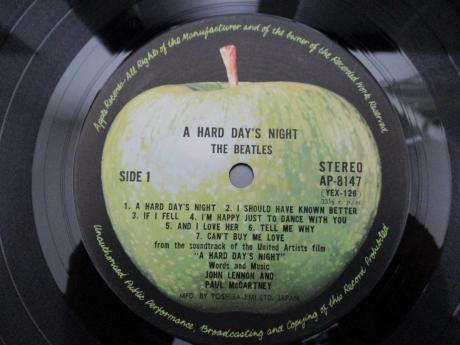 Apple Records-All Rights of the Manufacturer and of the Owner of the Recorded Work Reserved
A HARD DAY'S NIGHT
THE BEATLES
SIDE 1
STEREO
AP-8147
(YEX-126)
33⅓ r.p.m.
1. A HARD DAY'S NIGHT 2. I SHOULD HAVE KNOWN BETTER
3. IF I FELL 4. I'M HAPPY JUST TO DANCE WITH YOU
5. AND I LOVE HER 6. TELL ME WHY
7. CAN'T BUY ME LOVE
from the soundtrack of the United Artists film
"A HARD DAY'S NIGHT"
Words and Music
JOHN LENNON AND
PAUL McCARTNEY
MFD. BY TOSHIBA-EMI LTD. JAPAN
Unauthorised Public Performance, Broadcasting and Copying of this Record Prohibited